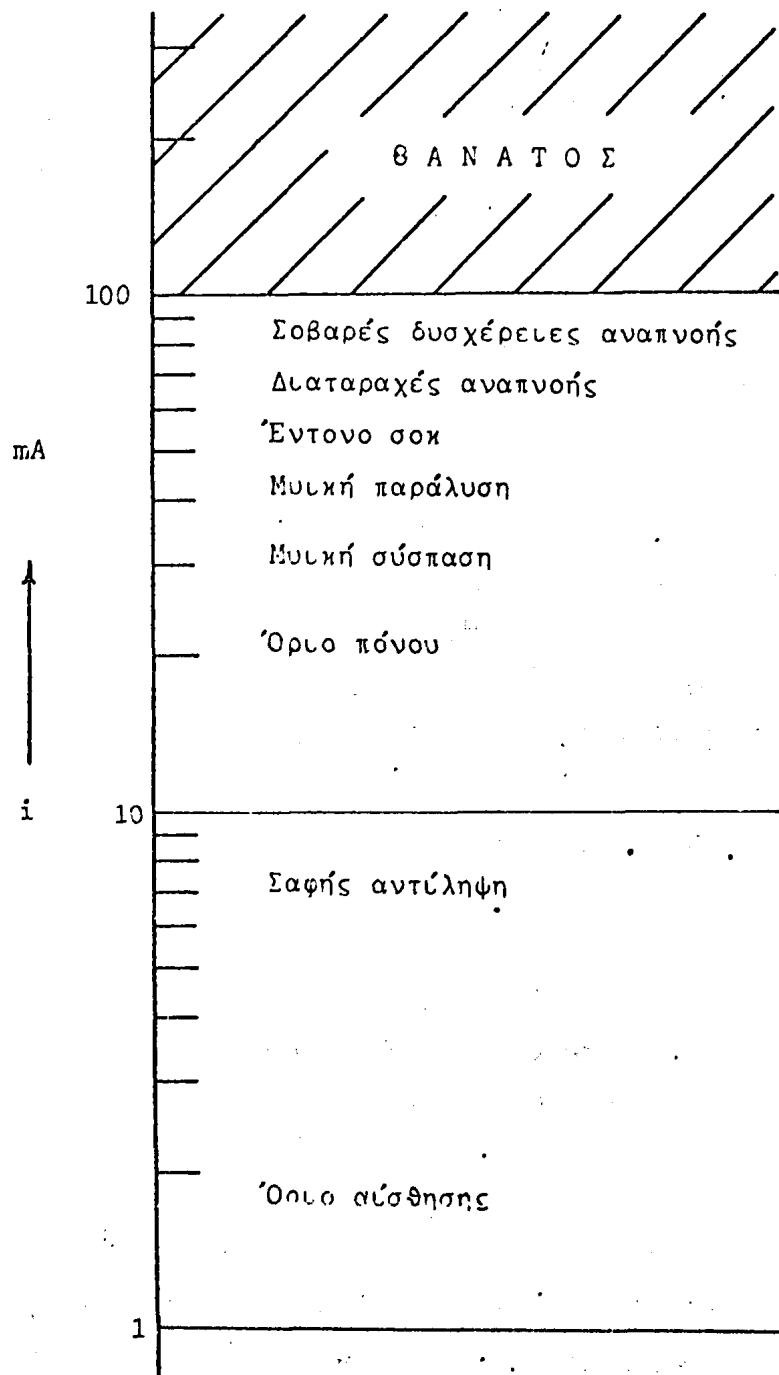 Θ Α Ν Α Τ Ο Σ
100
Σοβαρές δυσχέρειες αναπνοής
Διαταραχές αναπνοής
Έντονο σοκ
mA
Μυική παράλυση
Μυική σύσπαση
Όριο πόνου
i
10
Σαφής αντίληψη
Όριο αίσθησης
1